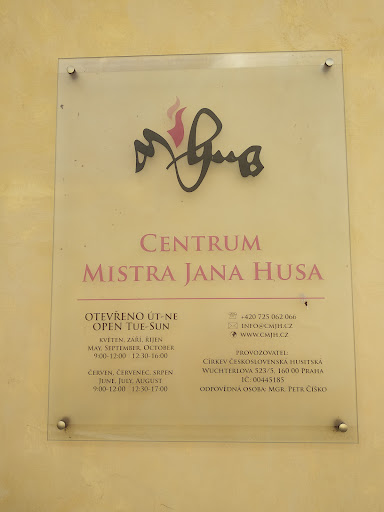 M Hus
CENTRUM
MISTRA JANA HUSA
OTEVŘENO ÚT-NE
OPEN TUE-SUN
KVĚTEN, ZÁŘÍ, ŘÍJEN
MAY, SEPTEMBER, OCTOBER
9:00-12:00 12:30-16:00
ČERVEN, ČERVENEC, SRPEN
JUNE, JULY, AUGUST
9:00-12:00 12:30-17:00
+420 725 062 066
INFO@CMJH.CZ
WWW.CMJH.CZ
PROVOZOVATEL:
CÍRKEV ČESKOSLOVENSKÁ HUSITSKÁ
WUCHTERLOVA 523/5, 160 00 PRAHA
IČ: 00445185
ODPOVĚDNÁ OSOBA: MGR. PETR ČÍŠKO